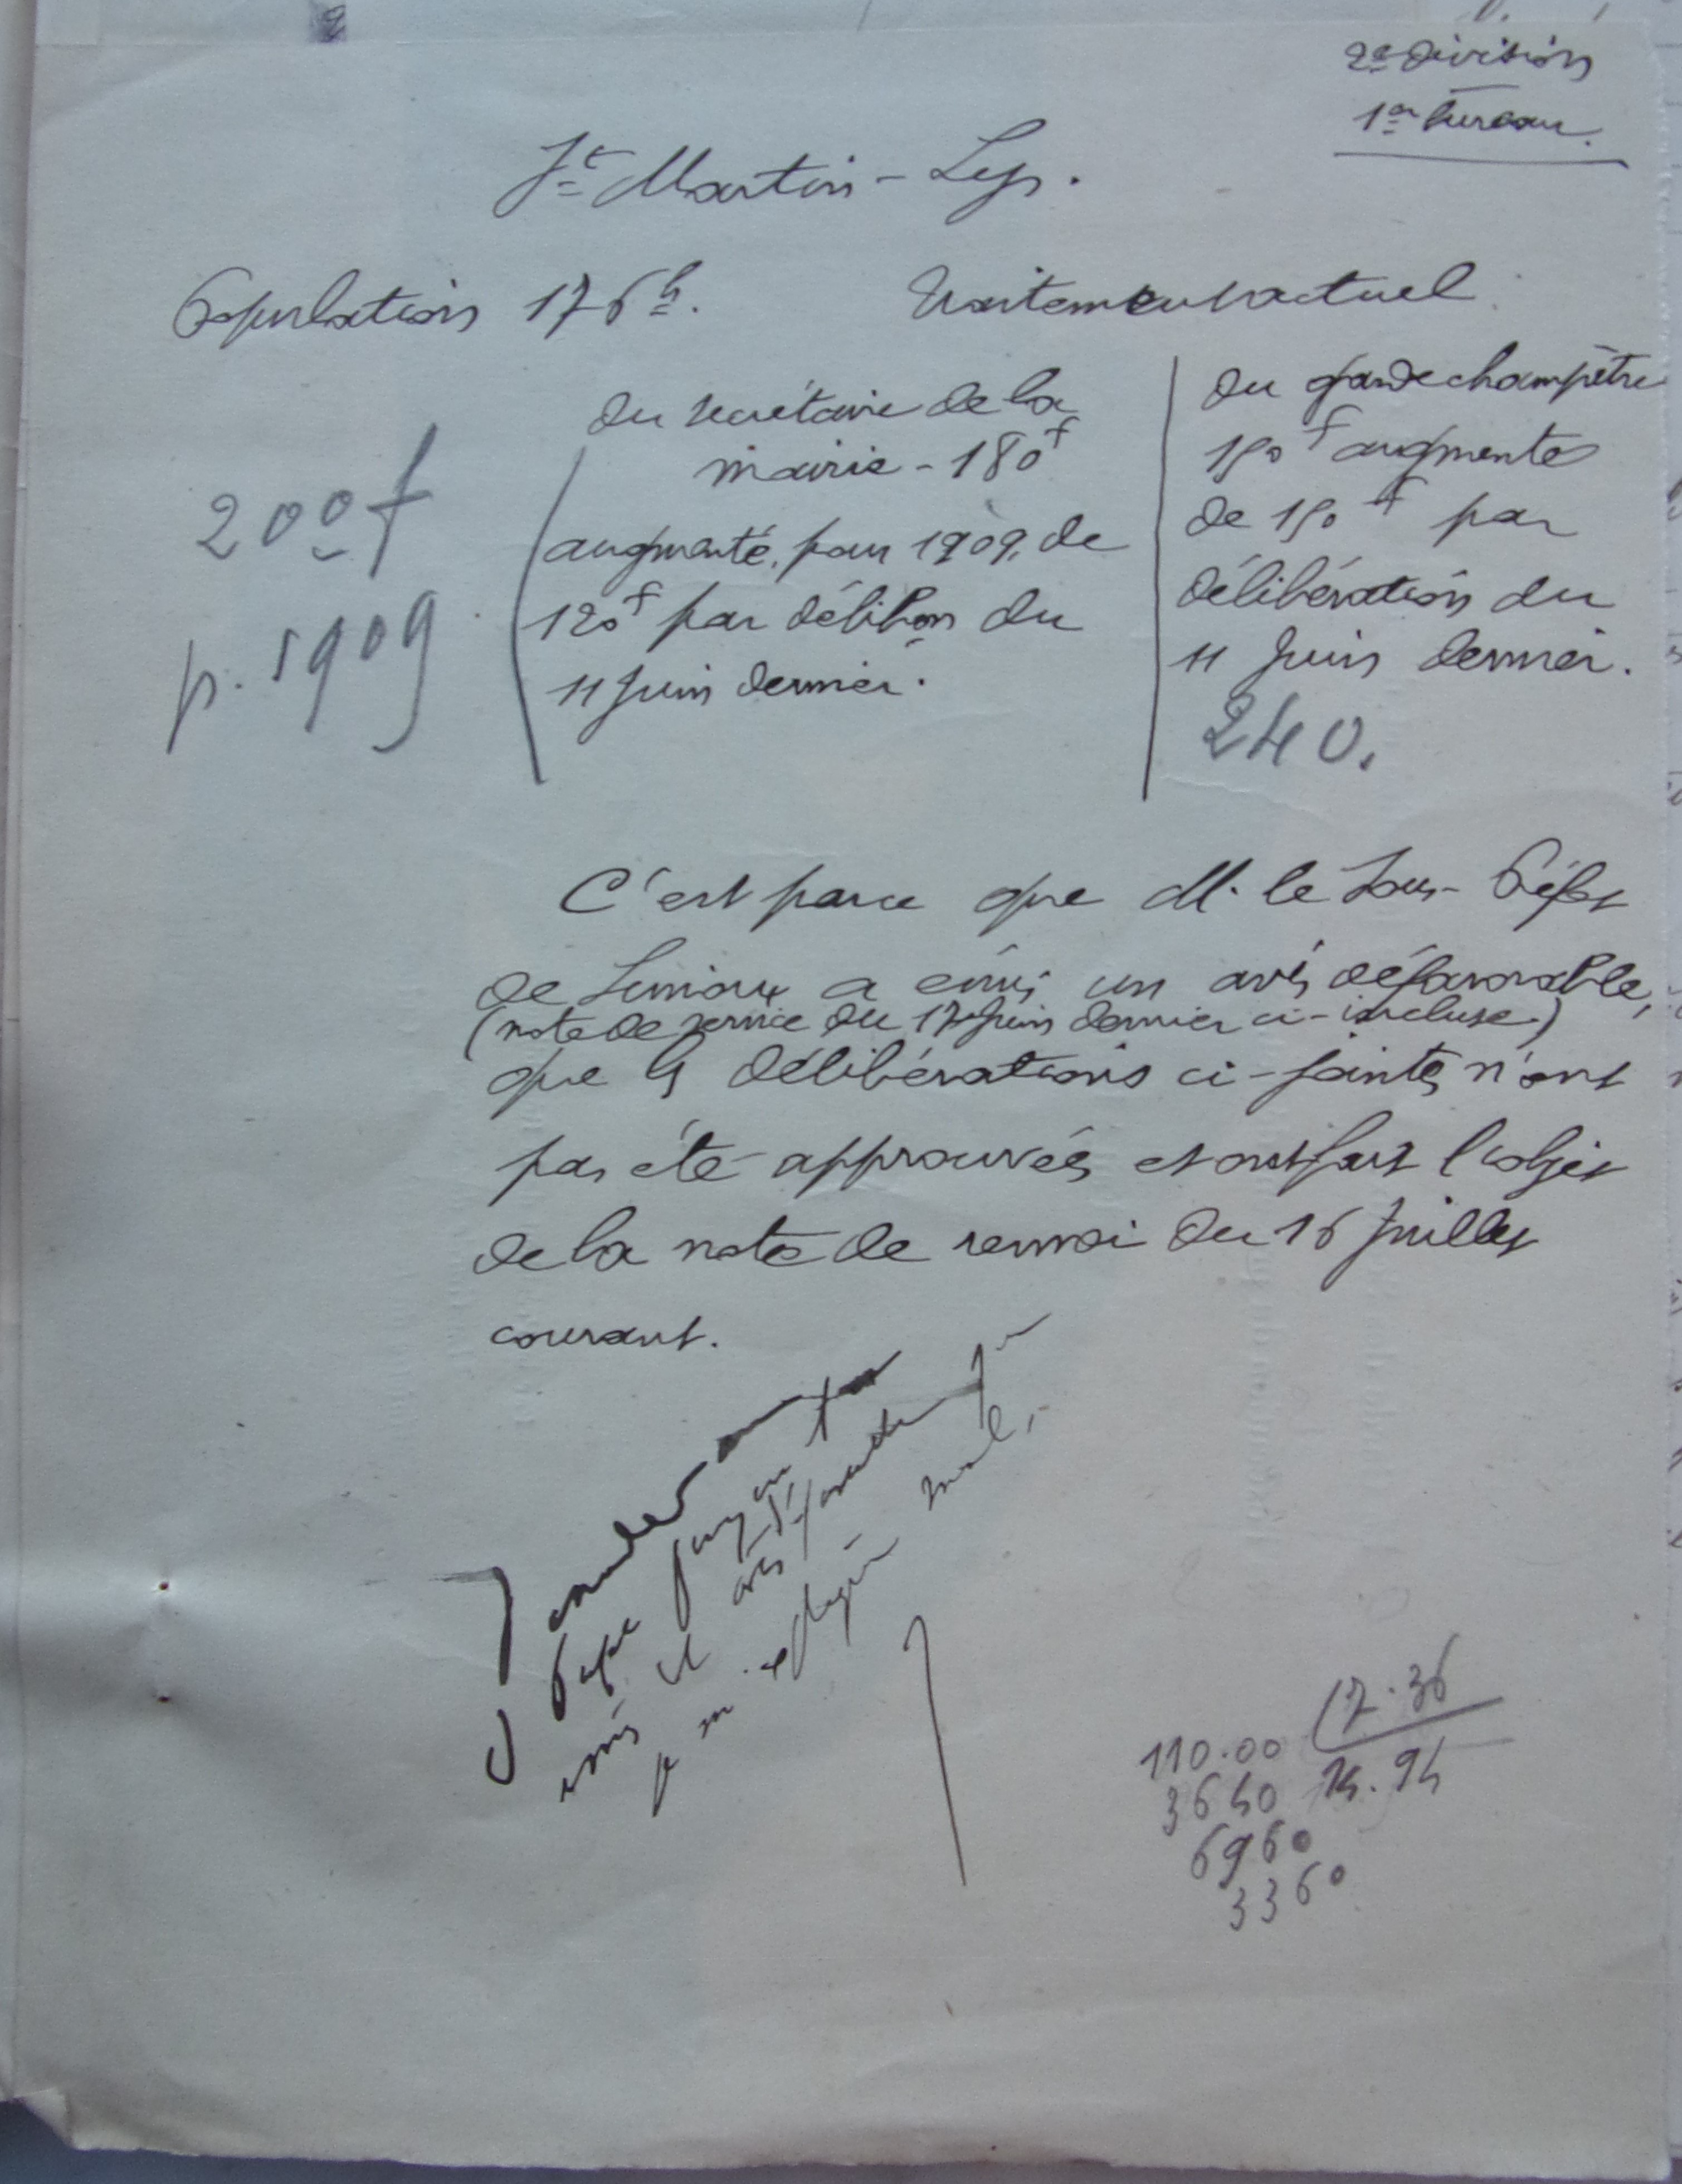 2e Division
1er bureau.
St Martin-Lys.
Population 176 h.
Traitement actuel
du secrétaire de la
mairie - 180f
augmenté, pour 1909, de
120f par délibon du
11 Juin dernier.
200f
p. 1909
du garde champêtre
150f augmenté
de 150f par
délibération du
11 Juin dernier.
240.
C'est parce que M. le Sous-Préfet
de Limoux a émis un avis défavorable,
(note de service du 17 Juin dernier ci-incluse.)
que les délibérations ci-jointes n'ont
pas été approuvées et ont fait l'objet
de la note de renvoi du 16 Juillet
courant.
avis défavorable
110.00 17.36
3640 14.94
6960
3360